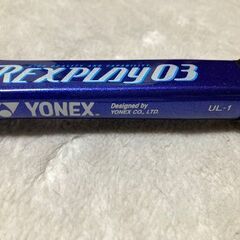 REXPLAY 03
YONEX
Designed by
YONEX CO., LTD.
UL-1